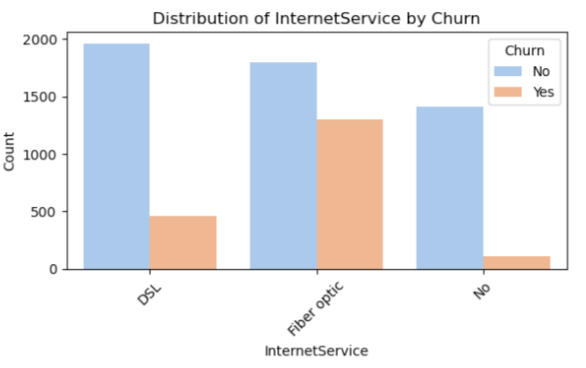 Distribution of InternetService by Churn
Churn
No
Yes
2000
1500
1000
500
0
Count
DSL
Fiber optic
No
InternetService